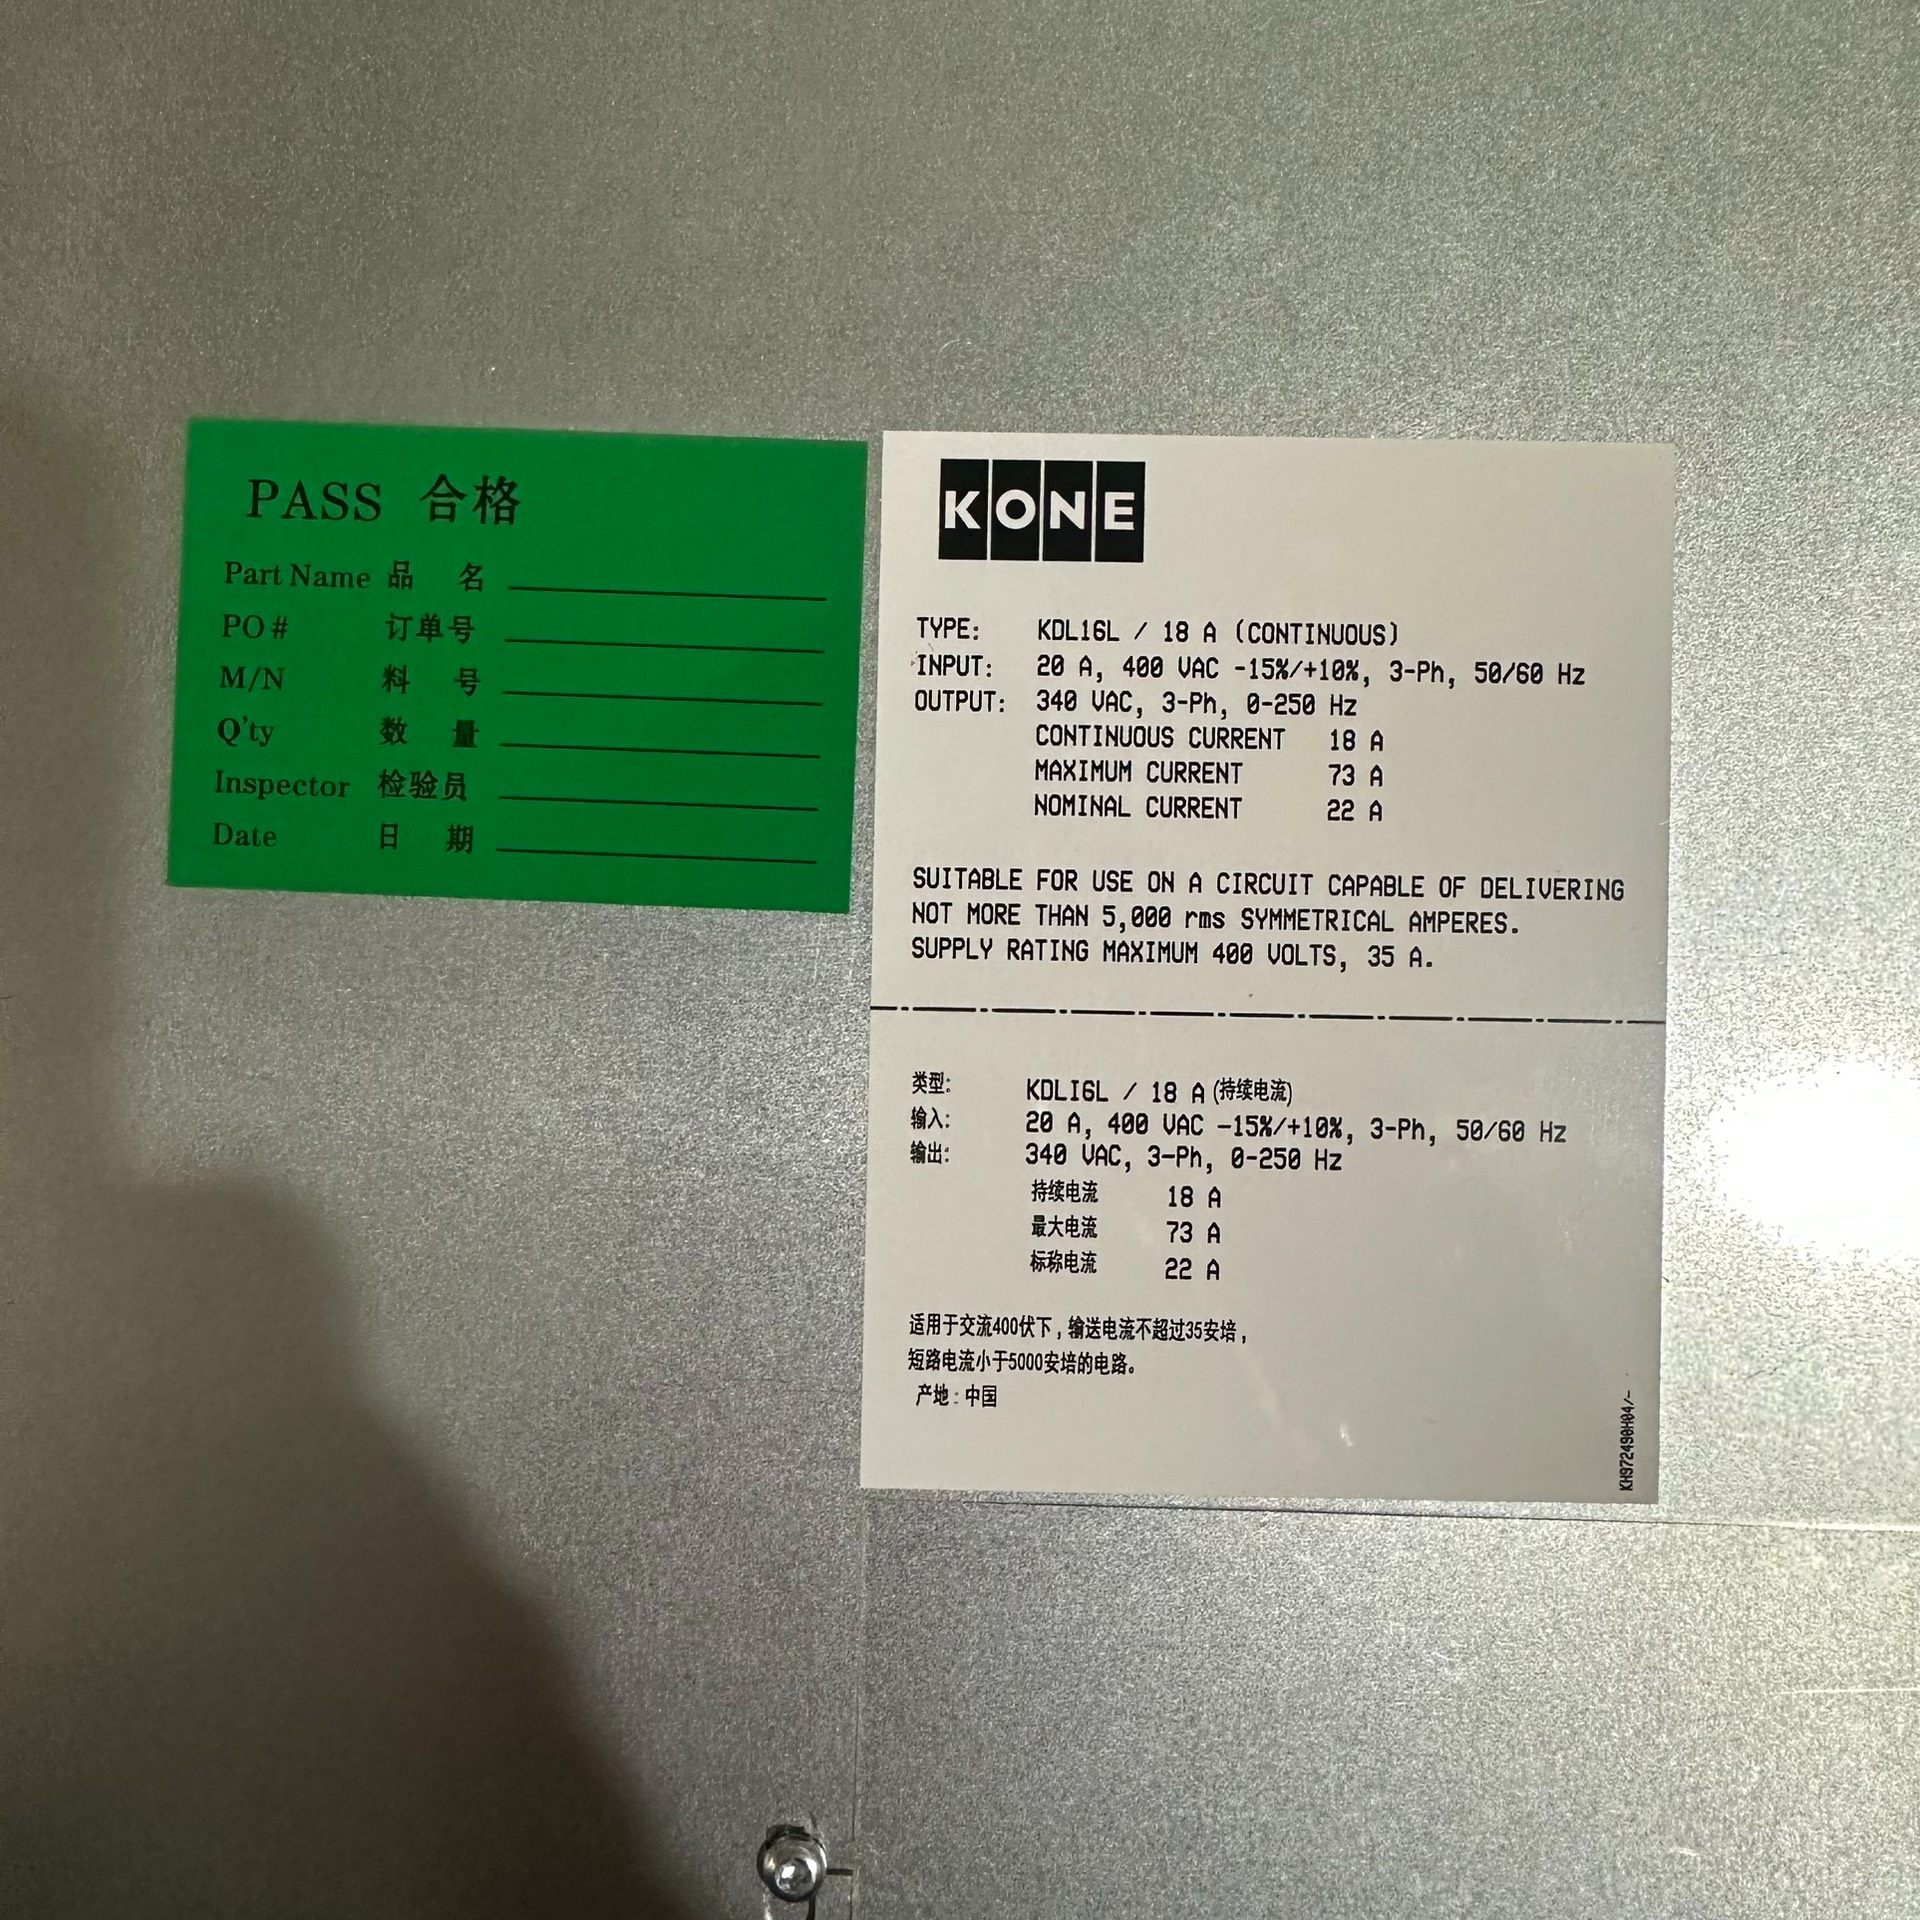 PASS 合格
Part Name 品 名
PO # 订单号
M/N 料 号
Q'ty 数 量
Inspector 检验员
Date 日 期
KONE
TYPE: KDL16L / 18 A (CONTINUOUS)
INPUT: 20 A, 400 VAC -15%/+10%, 3-Ph, 50/60 Hz
OUTPUT: 340 VAC, 3-Ph, 0-250 Hz
CONTINUOUS CURRENT 18 A
MAXIMUM CURRENT 73 A
NOMINAL CURRENT 22 A
SUITABLE FOR USE ON A CIRCUIT CAPABLE OF DELIVERING
NOT MORE THAN 5,000 rms SYMMETRICAL AMPERES.
SUPPLY RATING MAXIMUM 400 VOLTS, 35 A.
类型: KDLI6L / 18 A (持续电流)
输入: 20 A, 400 VAC -15%/+10%, 3-Ph, 50/60 Hz
输出: 340 VAC, 3-Ph, 0-250 Hz
持续电流 18 A
最大电流 73 A
标称电流 22 A
适用于交流400伏下，输送电流不超过35安培，
短路电流小于5000安培的电路。
产地：中国
KM972490H04/-